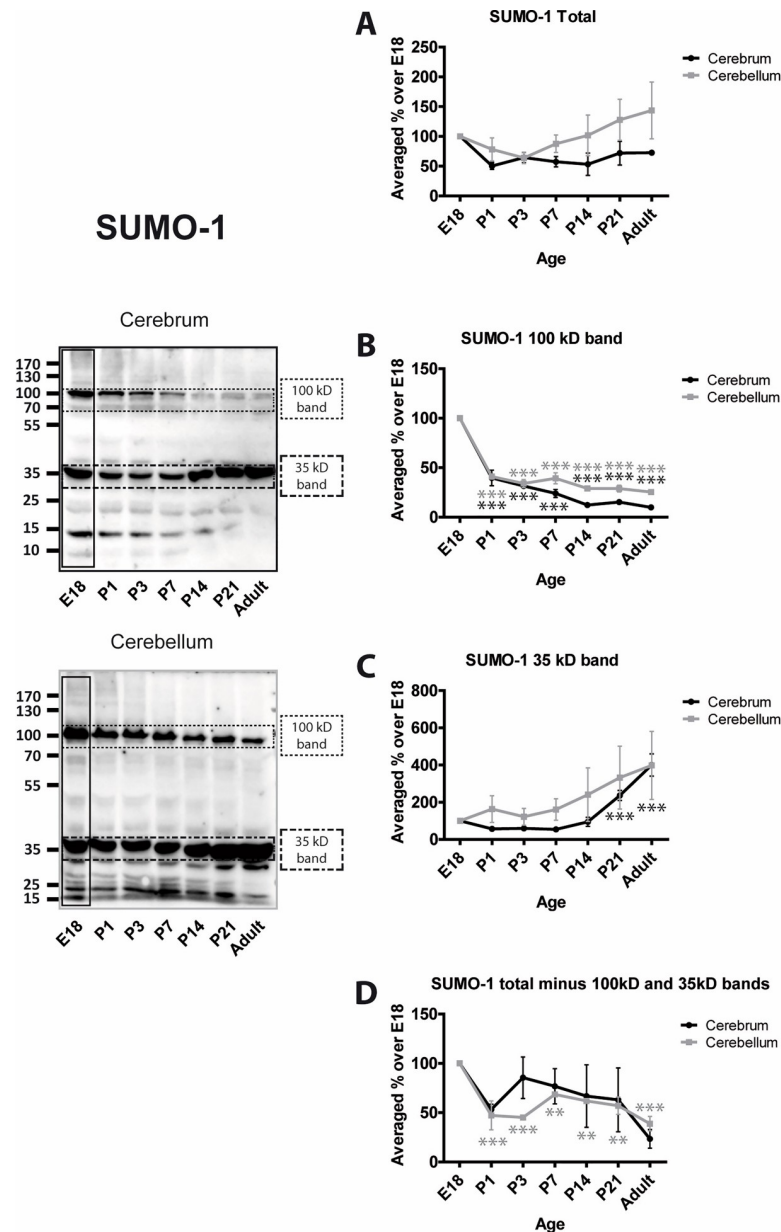 A
SUMO-1 Total
Averaged % over E18
250
200
150
100
50
0
E18
P1
P3
P7
P14
P21
Adult
Age
Cerebrum
Cerebellum
SUMO-1
Cerebrum
170
130
100
70
55
35
25
15
10
100 kD
band
35 kD
band
E18
P1
P3
P7
P14
P21
Adult
B
SUMO-1 100 kD band
Averaged % over E18
150
100
50
0
***
***
***
***
***
***
***
***
***
***
***
***
E18
P1
P3
P7
P14
P21
Adult
Age
Cerebrum
Cerebellum
Cerebellum
170
130
100
70
55
35
25
15
100 kD
band
35 kD
band
E18
P1
P3
P7
P14
P21
Adult
C
SUMO-1 35 kD band
Averaged % over E18
800
600
400
200
0
***
***
E18
P1
P3
P7
P14
P21
Adult
Age
Cerebrum
Cerebellum
D
SUMO-1 total minus 100kD and 35kD bands
Averaged % over E18
150
100
50
0
***
***
**
**
**
***
E18
P1
P3
P7
P14
P21
Adult
Age
Cerebrum
Cerebellum